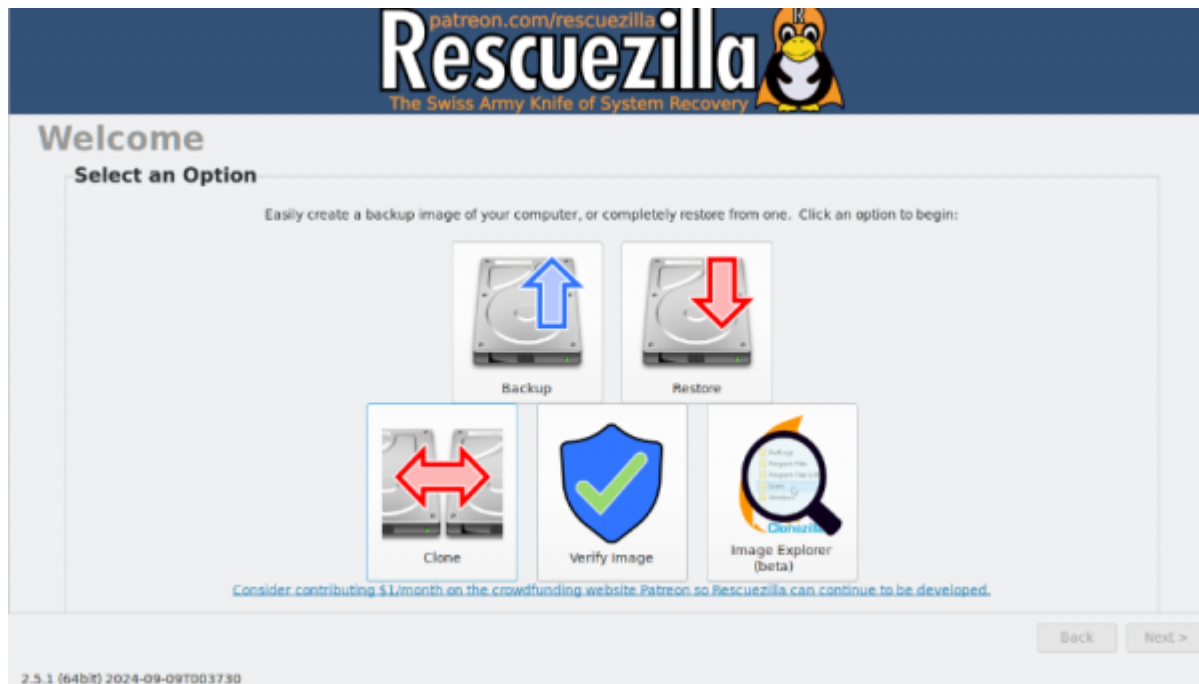 patreon.com/rescuezilla
Rescuezilla
The Swiss Army Knife of System Recovery
Welcome
Select an Option
Easily create a backup image of your computer, or completely restore from one. Click an option to begin:
Backup
Restore
Clone
Verify Image
Clonezilla
Image Explorer
(beta)
Consider contributing $1/month on the crowdfunding website Patreon so Rescuezilla can continue to be developed.
Back
Next >
2.5.1 (64bit) 2024-09-09T003730